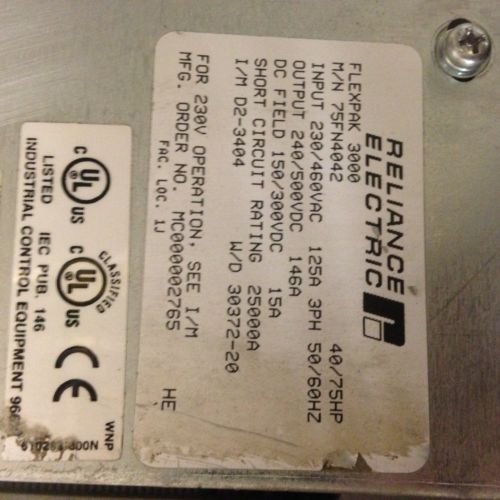 RELIANCE
ELECTRIC
FLEXPAK 3000
M/N 75FN4042 40/75HP
INPUT 230/460VAC 125A 3PH 50/60HZ
OUTPUT 240/500VDC 146A
DC FIELD 150/300VDC 15A
SHORT CIRCUIT RATING 25000A
I/M D2-3404 W/D 30372-20
FOR 230V OPERATION, SEE I/M
MFG. ORDER NO. MC000002765 HE
FAC. LOC. 1J
CLASSIFIED
C UL US C UL US CE
LISTED IEC PUB. 146
INDUSTRIAL CONTROL EQUIPMENT
WNP